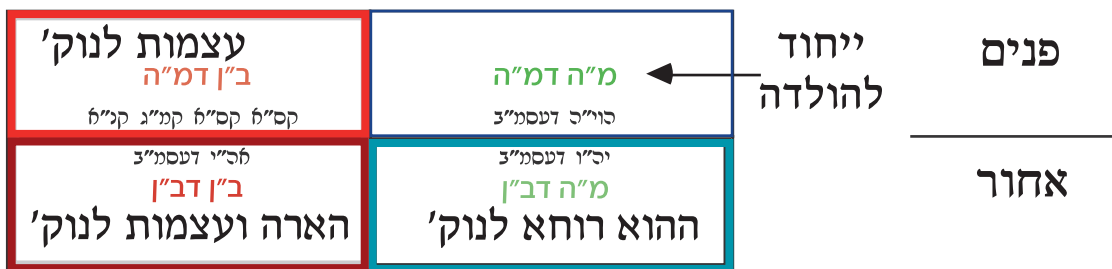 פנים
ייחוד
להולדה
מ״ה דמ״ה
הוי״ה דעסמ״ב
עצמות לנוק׳
ב״ן דמ״ה
קס״א קס״א קמ״ג קנ״א
אחור
יה״ו דעסמ״ב
מ״ה דב״ן
ההוא רוחא לנוק׳
אה״י דעסמ״ב
ב״ן דב״ן
הארה ועצמות לנוק׳